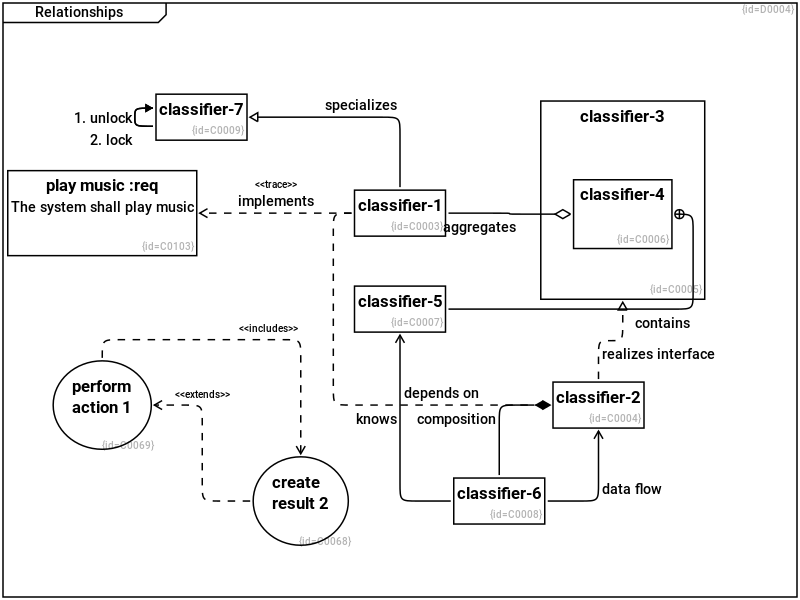 Relationships
{id=D0004}
specializes
classifier-7
{id=C0009}
1. unlock
2. lock
classifier-3
{id=C0005}
classifier-4
{id=C0006}
play music :req
The system shall play music
{id=C0103}
<<trace>>
implements
classifier-1
{id=C0003}
aggregates
classifier-5
{id=C0007}
contains
realizes interface
<<includes>>
perform
action 1
{id=C0069}
<<extends>>
depends on
knows
composition
classifier-2
{id=C0004}
create
result 2
{id=C0068}
classifier-6
{id=C0008}
data flow